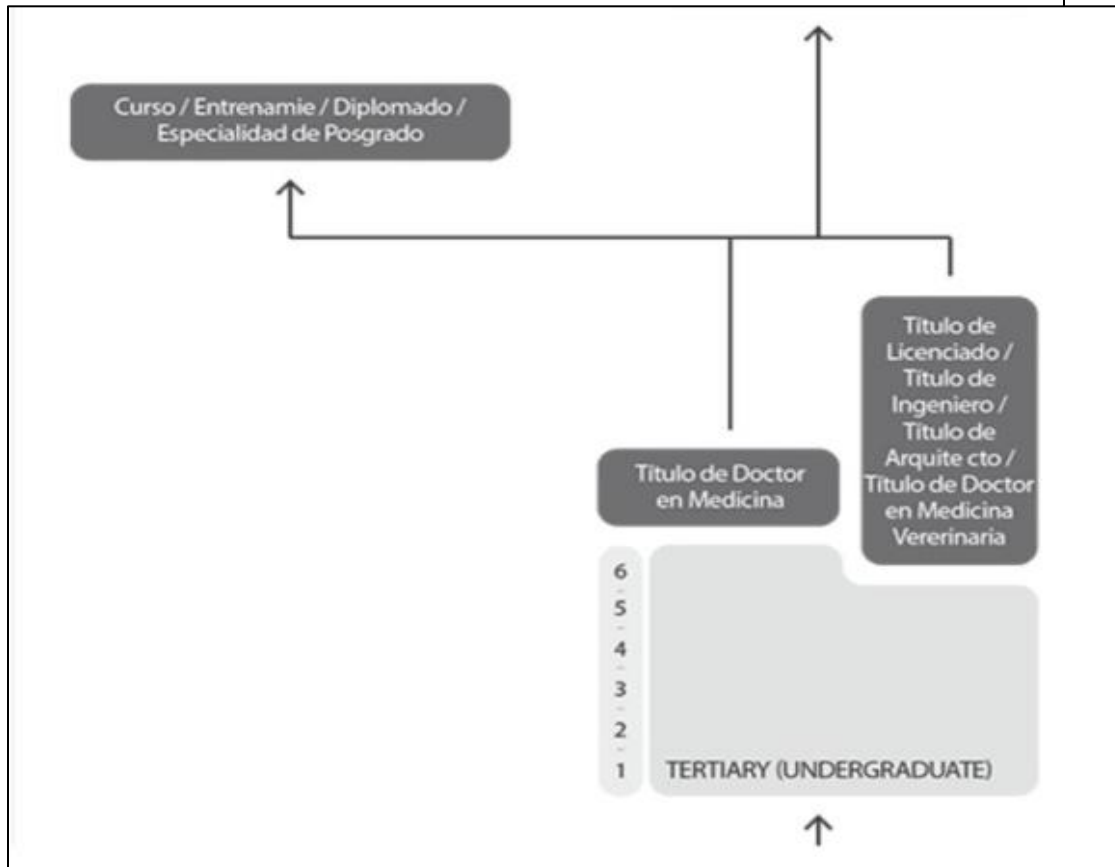 Curso / Entrenamie / Diplomado /
Especialidad de Posgrado
Título de
Licenciado /
Título de
Ingeniero /
Título de
Arquite cto /
Título de Doctor
en Medicina
Vererinaria
Título de Doctor
en Medicina
6
5
4
3
2
1
TERTIARY (UNDERGRADUATE)